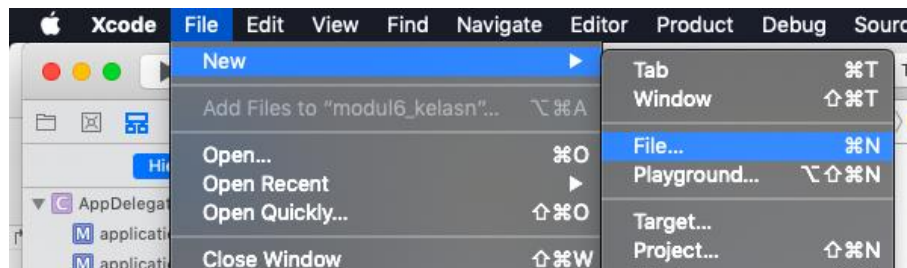 Xcode File Edit View Find Navigate Editor Product Debug
New
Add Files to “modul6_kelasn”... ⌥⌘A
Open... ⌘O
Open Recent
Open Quickly... ⇧⌘O
Close Window ⇧⌘W
Tab ⌘T
Window ⇧⌘T
File... ⌘N
Playground... ⌥⇧⌘N
Target...
Project... ⇧⌘N